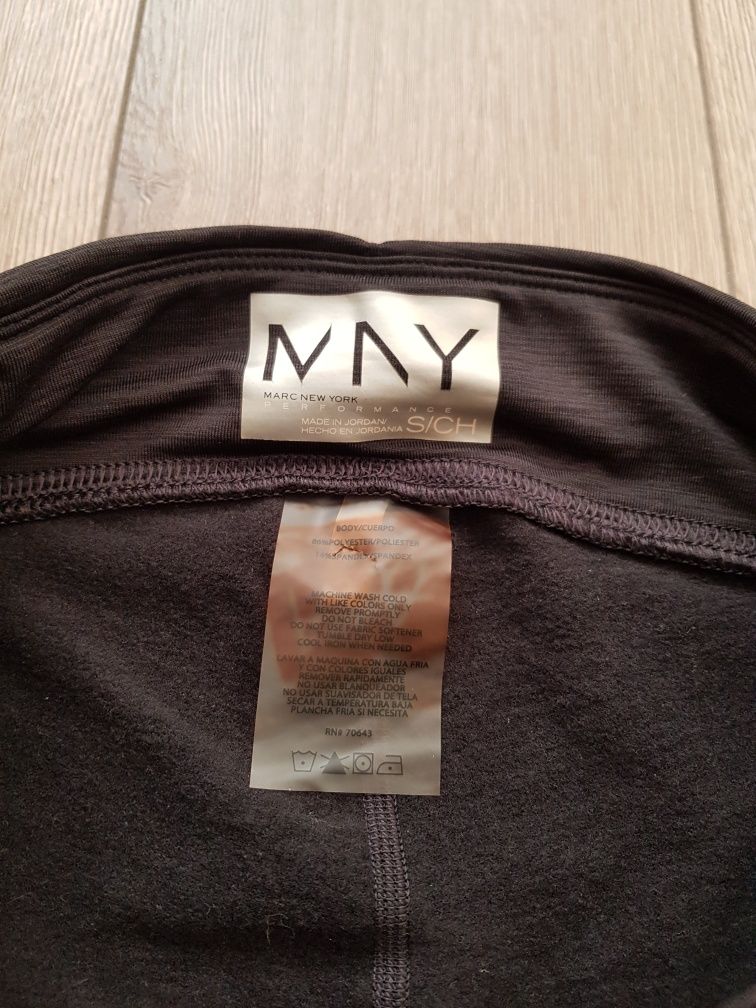 MNY
MARC NEW YORK
PERFORMANCE
MADE IN JORDAN/
HECHO EN JORDANIA S/CH
BODY/CUERPO
86%POLYESTER/POLIESTER
14%SPANDEX/SPANDEX
MACHINE WASH COLD
WITH LIKE COLORS ONLY
REMOVE PROMPTLY
DO NOT BLEACH
DO NOT USE FABRIC SOFTENER
TUMBLE DRY LOW
COOL IRON WHEN NEEDED
LAVAR A MAQUINA CON AGUA FRIA
Y CON COLORES IGUALES
REMOVER RAPIDAMENTE
NO USAR BLANQUEADOR
NO USAR SUAVISADOR DE TELA
SECAR A TEMPERATURA BAJA
PLANCHA FRIA SI NECESITA
RN# 70643